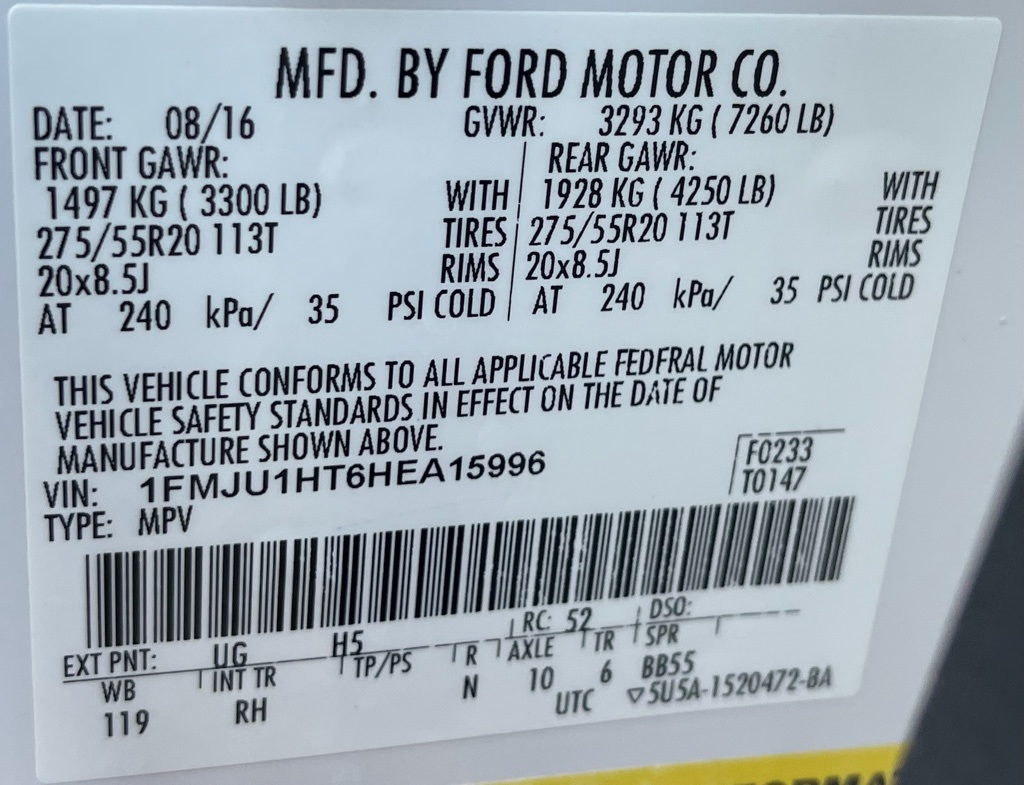 MFD. BY FORD MOTOR CO.
DATE: 08/16 GVWR: 3293 KG ( 7260 LB)
FRONT GAWR: REAR GAWR:
1497 KG ( 3300 LB) WITH 1928 KG ( 4250 LB) WITH
275/55R20 113T TIRES 275/55R20 113T TIRES
20x8.5J RIMS 20x8.5J RIMS
AT 240 kPa/ 35 PSI COLD AT 240 kPa/ 35 PSI COLD
THIS VEHICLE CONFORMS TO ALL APPLICABLE FEDFRAL MOTOR
VEHICLE SAFETY STANDARDS IN EFFECT ON THE DATE OF
MANUFACTURE SHOWN ABOVE.
VIN: 1FMJU1HT6HEA15996 F0233
TYPE: MPV T0147
EXT PNT: UG H5 RC: 52 DSO:
WB INT TR TP/PS R AXLE TR SPR
119 RH N 10 6 BB55
UTC ▽5U5A-1520472-BA